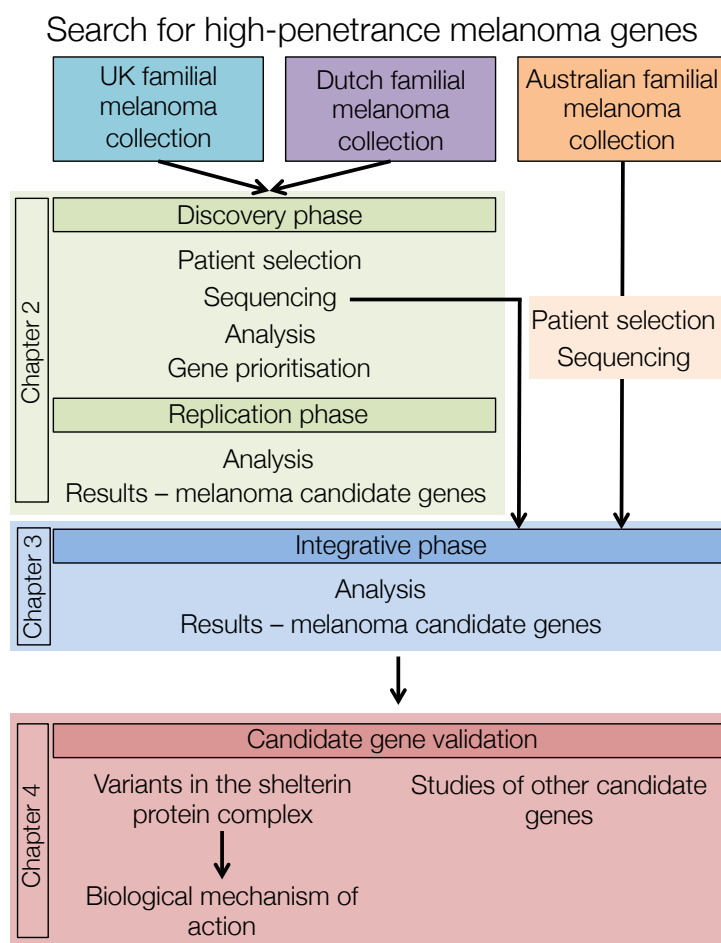 Search for high-penetrance melanoma genes
UK familial
melanoma
collection
Dutch familial
melanoma
collection
Australian familial
melanoma
collection
Chapter 2
Discovery phase
Patient selection
Sequencing
Analysis
Gene prioritisation
Patient selection
Sequencing
Replication phase
Analysis
Results – melanoma candidate genes
Chapter 3
Integrative phase
Analysis
Results – melanoma candidate genes
Chapter 4
Candidate gene validation
Variants in the shelterin
protein complex
Studies of other candidate
genes
Biological mechanism of
action